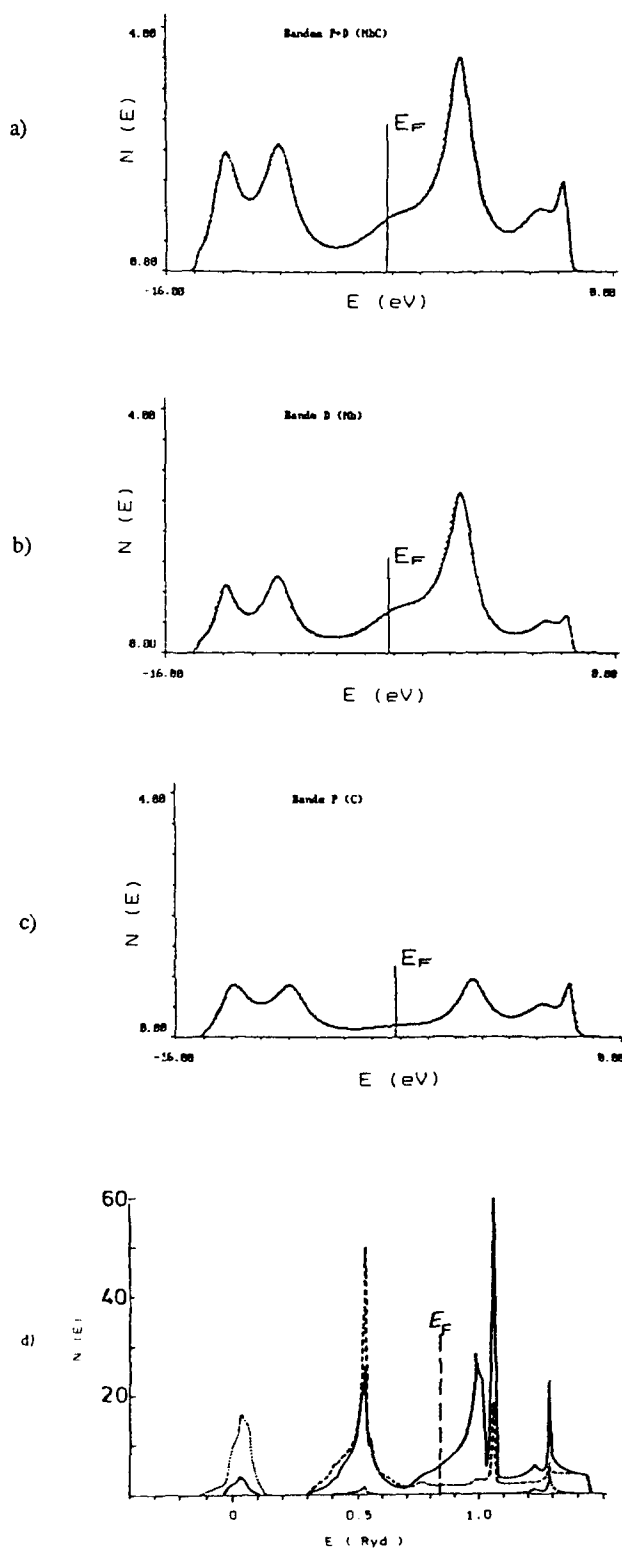 a)
4.00
Bandes P+D (NbC)
N (E)
E_F
0.00
-16.00
0.00
E (eV)
b)
4.00
Bande D (Nb)
N (E)
E_F
0.00
-16.00
0.00
E (eV)
c)
4.00
Bande P (C)
N (E)
E_F
0.00
-16.00
0.00
E (eV)
d)
60
40
20
N (E)
E_F
0
0.5
1.0
E ( Ryd )